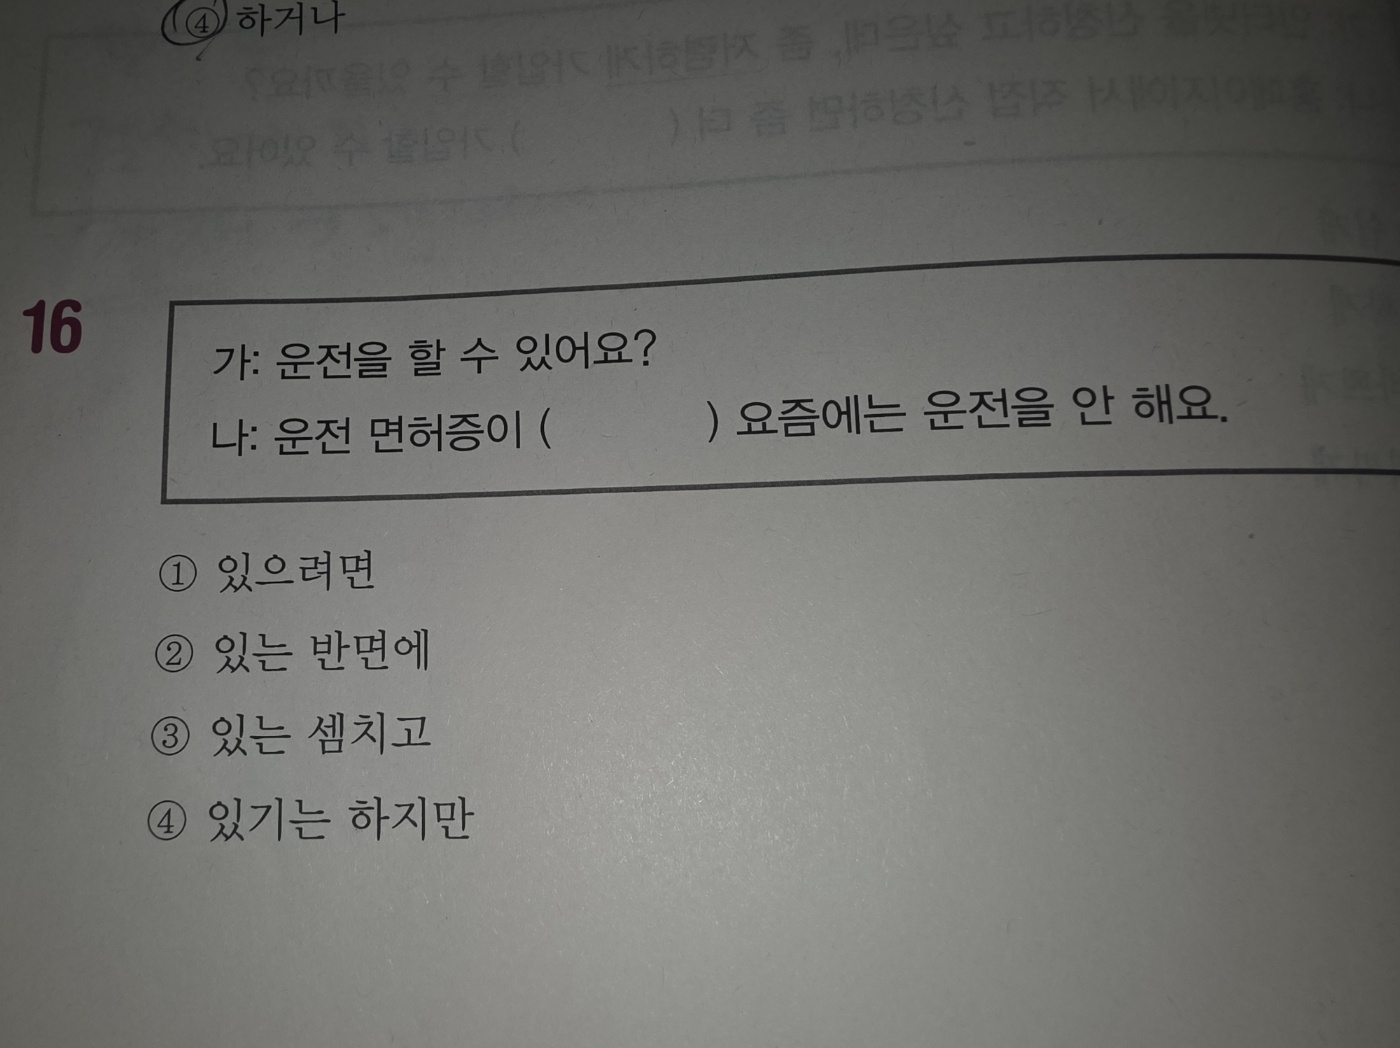 ④ 하거나
16
가: 운전을 할 수 있어요?
나: 운전 면허증이 ( ) 요즘에는 운전을 안 해요.
① 있으려면
② 있는 반면에
③ 있는 셈치고
④ 있기는 하지만